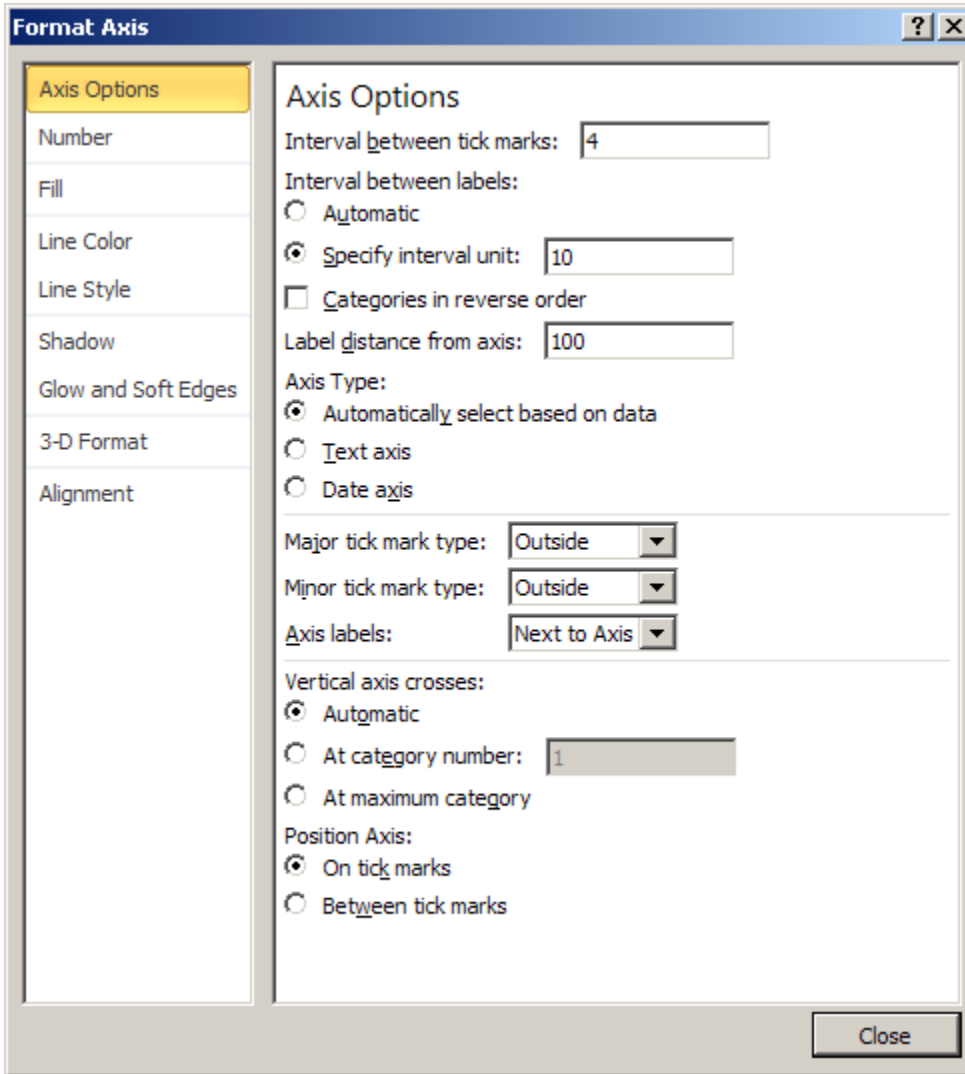 Format Axis
Axis Options
Number
Fill
Line Color
Line Style
Shadow
Glow and Soft Edges
3-D Format
Alignment
Axis Options
Interval between tick marks: 4
Interval between labels:
Automatic
Specify interval unit: 10
Categories in reverse order
Label distance from axis: 100
Axis Type:
Automatically select based on data
Text axis
Date axis
Major tick mark type: Outside
Minor tick mark type: Outside
Axis labels: Next to Axis
Vertical axis crosses:
Automatic
At category number: 1
At maximum category
Position Axis:
On tick marks
Between tick marks
Close